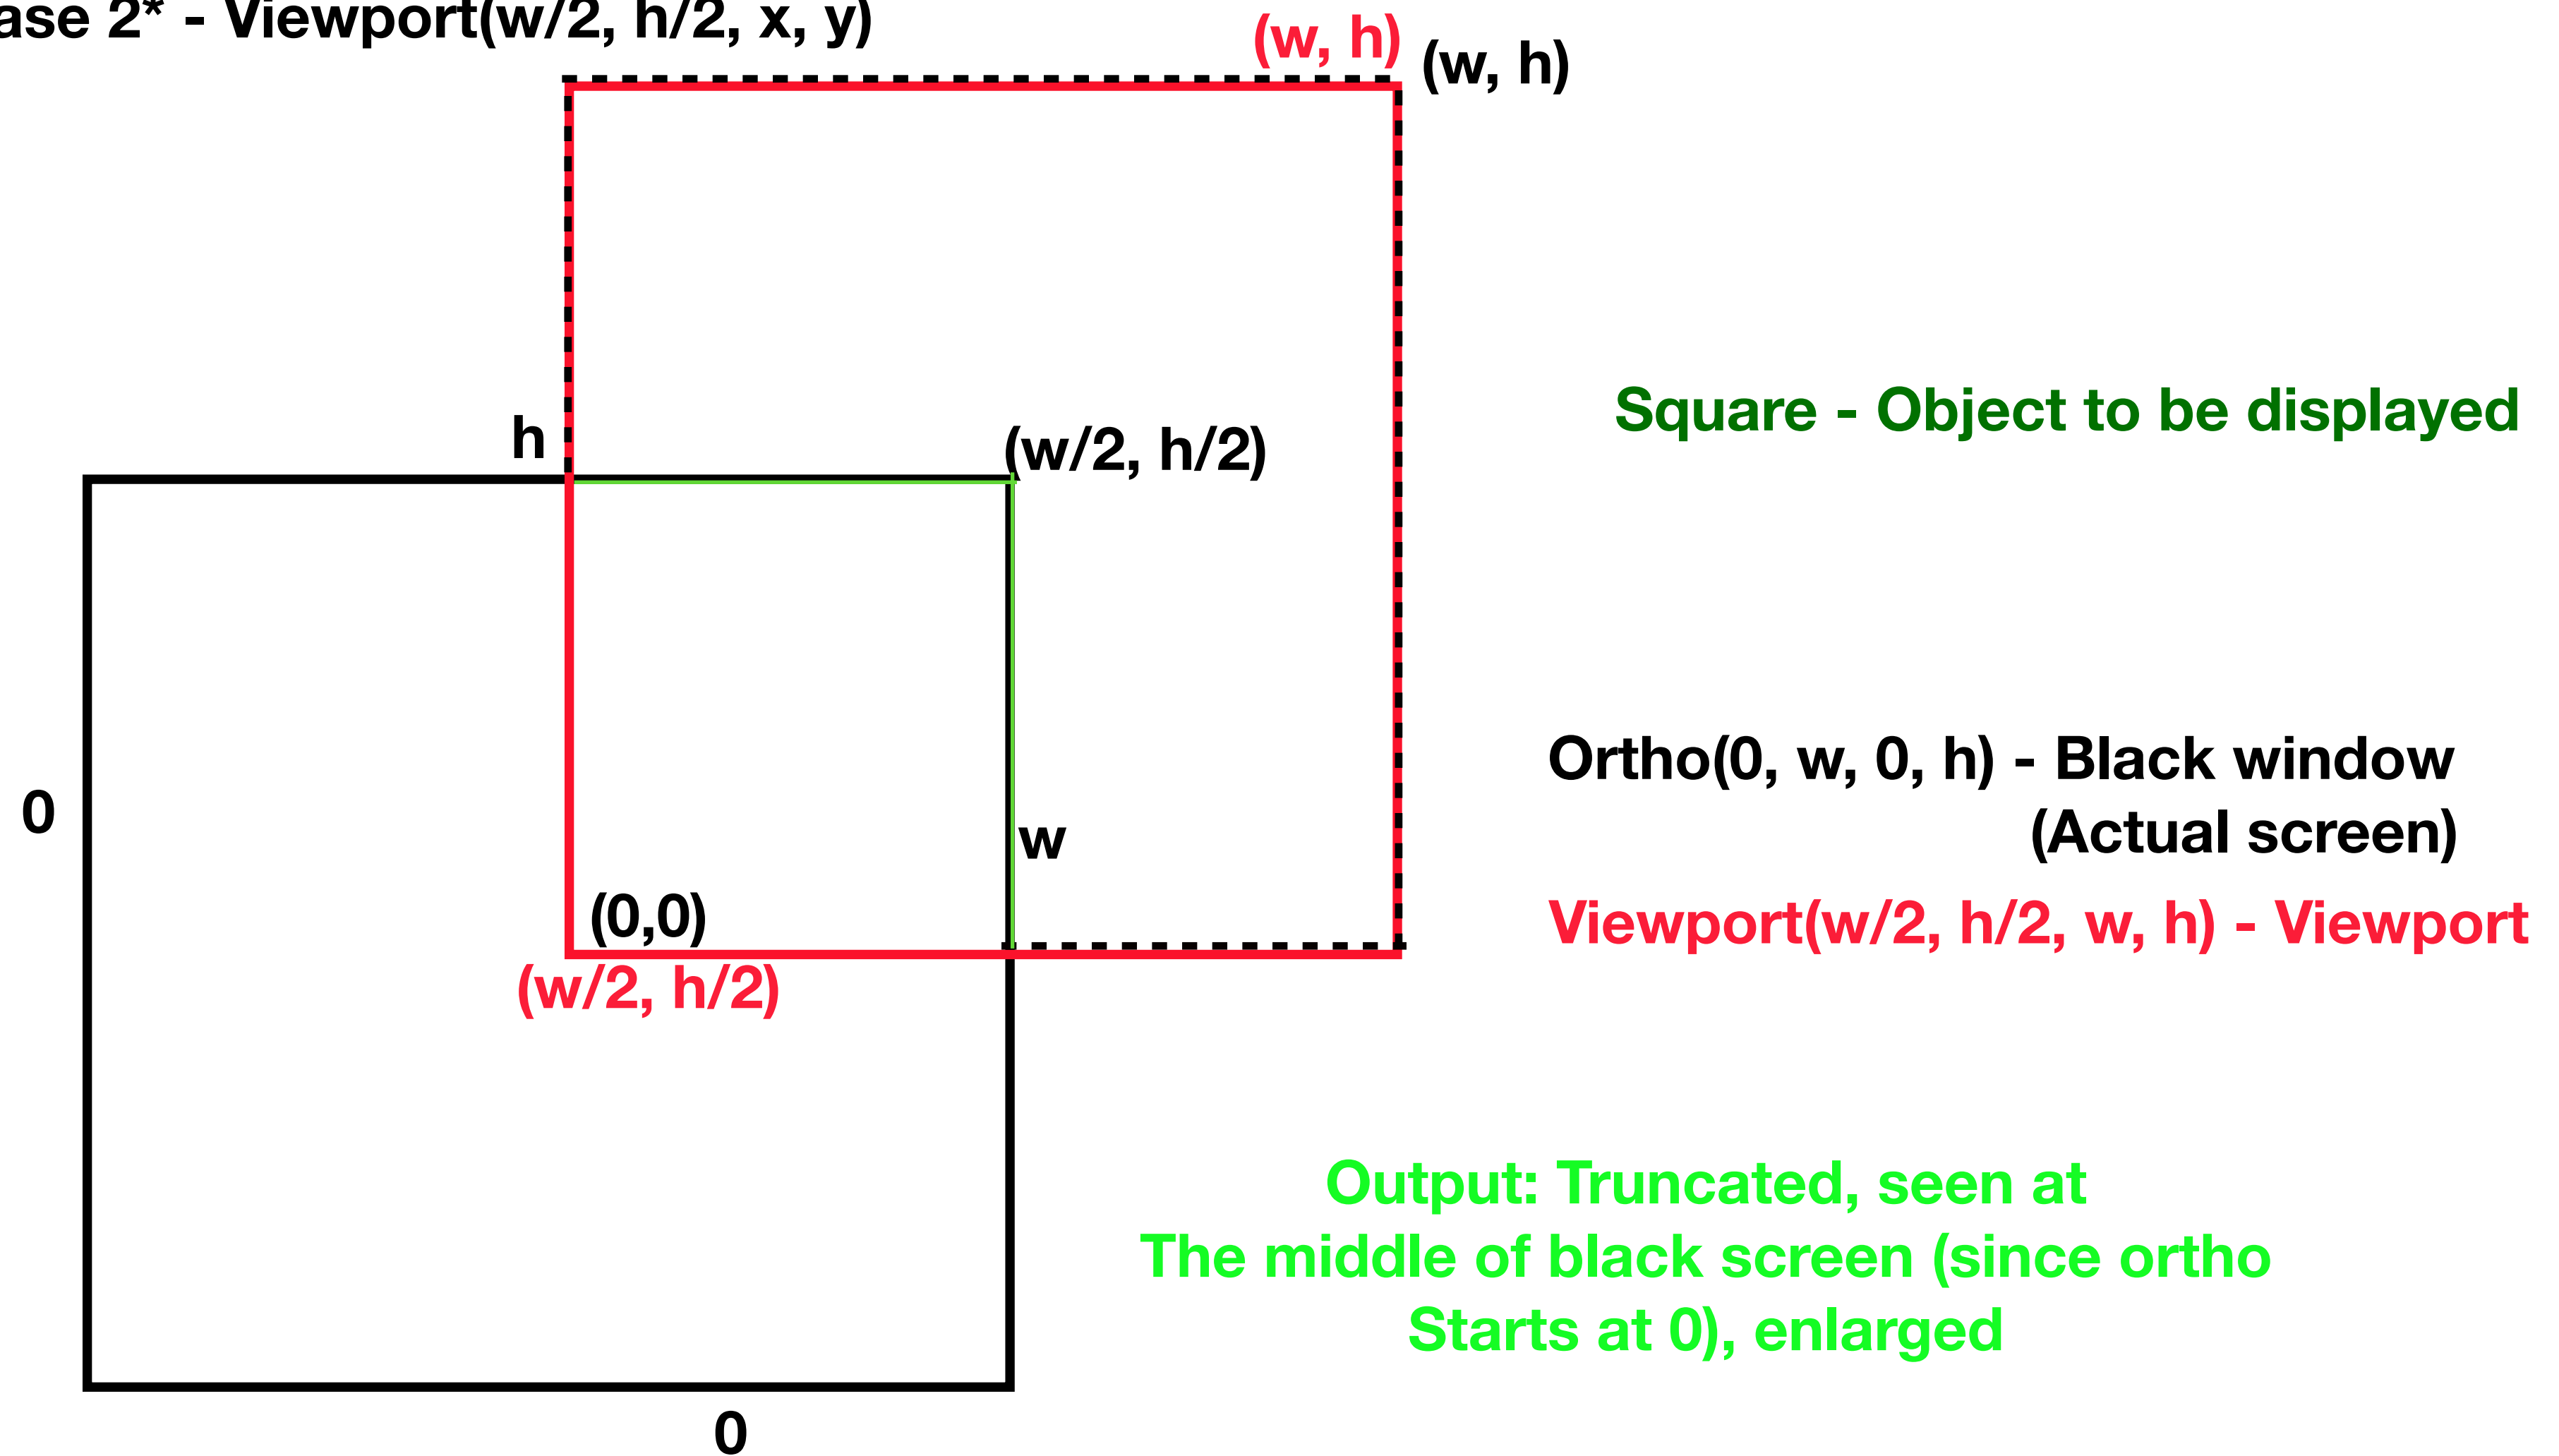 ase 2* - Viewport(w/2, h/2, x, y)
(w, h)
(w, h)
h
(w/2, h/2)
Square - Object to be displayed
0
w
Ortho(0, w, 0, h) - Black window
(Actual screen)
(0,0)
Viewport(w/2, h/2, w, h) - Viewport
(w/2, h/2)
Output: Truncated, seen at
The middle of black screen (since ortho
Starts at 0), enlarged
0